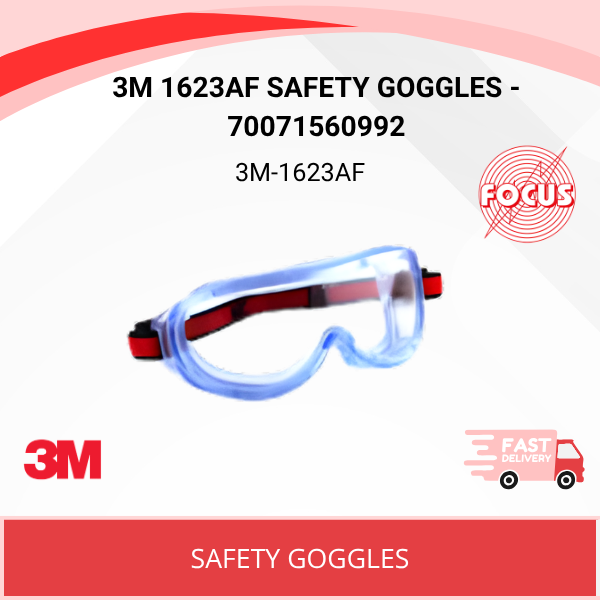 3M 1623AF SAFETY GOGGLES -
70071560992
3M-1623AF
FOCUS
3M
FAST
DELIVERY
SAFETY GOGGLES